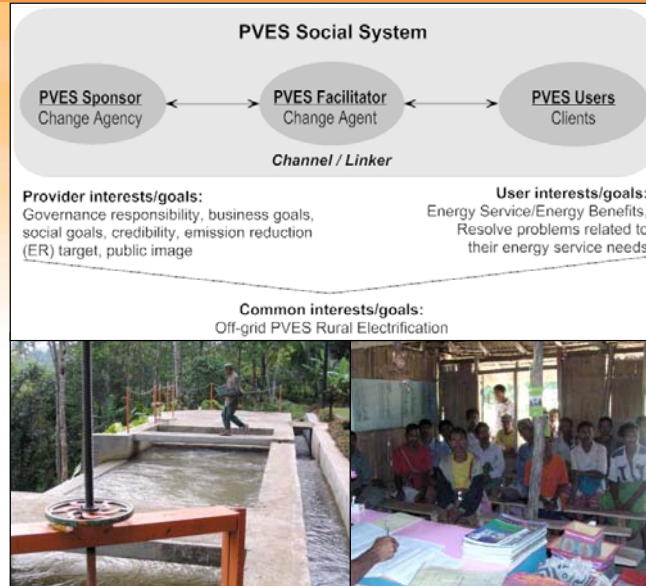 PVES Social System
PVES Sponsor
Change Agency
PVES Facilitator
Change Agent
PVES Users
Clients
Channel / Linker
Provider interests/goals:
Governance responsibility, business goals,
social goals, credibility, emission reduction
(ER) target, public image
User interests/goals:
Energy Service/Energy Benefits,
Resolve problems related to
their energy service needs
Common interests/goals:
Off-grid PVES Rural Electrification